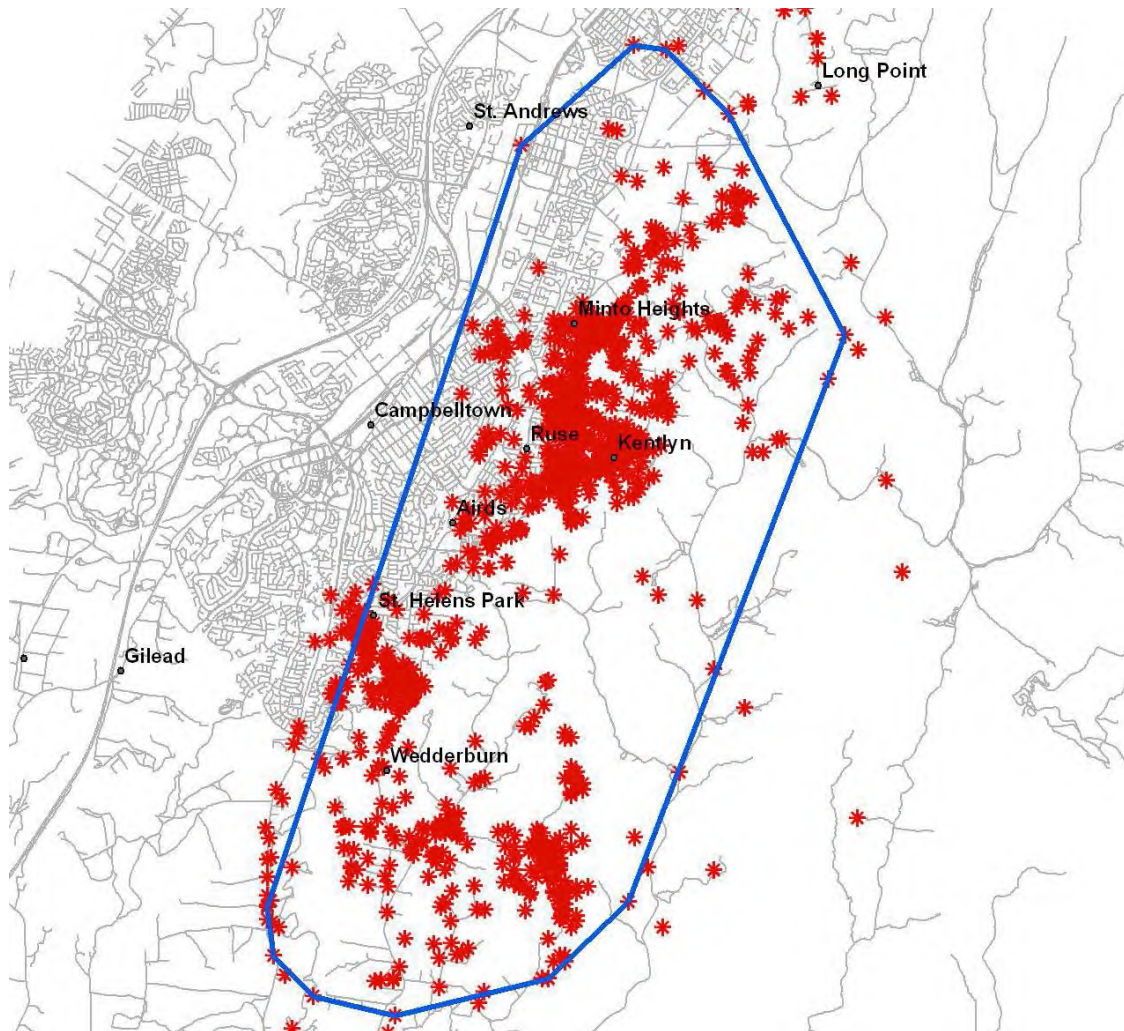 Long Point
St. Andrews
Minto Heights
Campbelltown
Ruse
Kentlyn
Airds
St. Helens Park
Gilead
Wedderburn